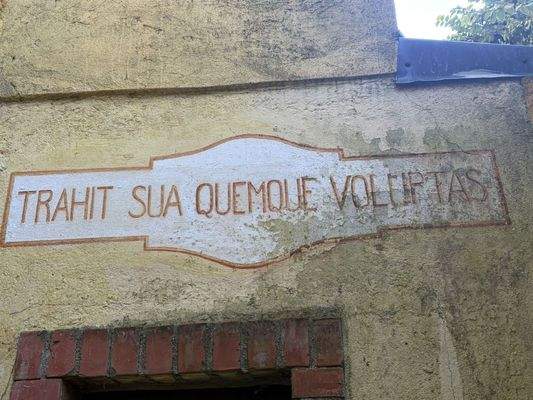 TRAHIT SUA QUEMQUE VOLUPTAS